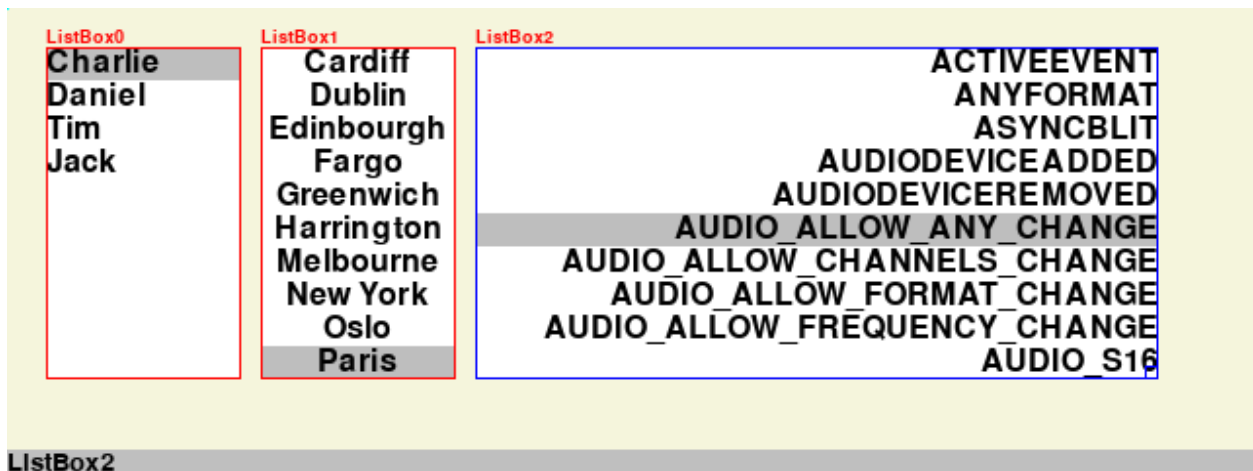 ListBox0
Charlie
Daniel
Tim
Jack
ListBox1
Cardiff
Dublin
Edinbourgh
Fargo
Greenwich
Harrington
Melbourne
New York
Oslo
Paris
ListBox2
ACTIVEEVENT
ANYFORMAT
ASYNCBLIT
AUDIODEVICEADDED
AUDIODEVICEREMOVED
AUDIO_ALLOW_ANY_CHANGE
AUDIO_ALLOW_CHANNELS_CHANGE
AUDIO_ALLOW_FORMAT_CHANGE
AUDIO_ALLOW_FREQUENCY_CHANGE
AUDIO_S16
ListBox2